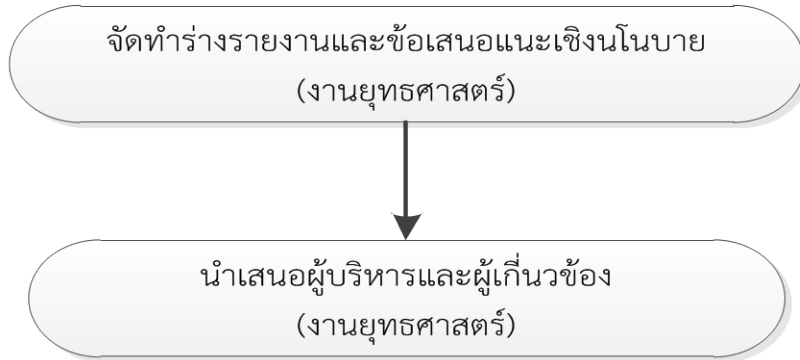 จัดทำร่างรายงานและข้อเสนอแนะเชิงนโนบาย
(งานยุทธศาสตร์)
นำเสนอผู้บริหารและผู้เกี่นวข้อง
(งานยุทธศาสตร์)